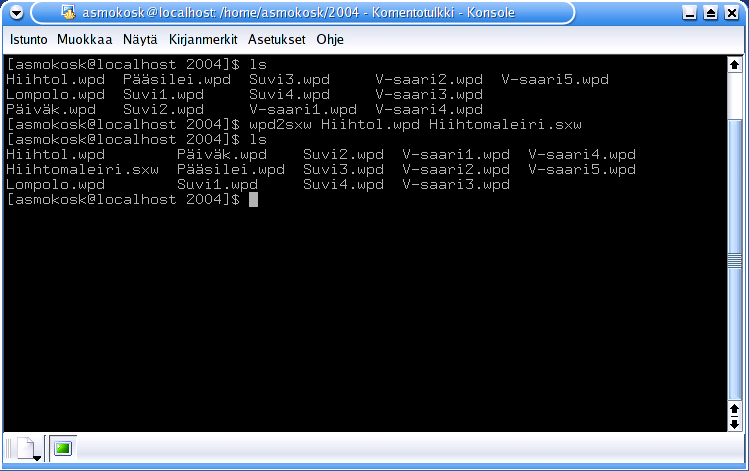 asmokosk@localhost: /home/asmokosk/2004 - Komentotulkki - Konsole
Istunto Muokkaa Näytä Kirjanmerkit Asetukset Ohje
[asmokosk@localhost 2004]$ ls
Hiihtol.wpd Pääsilei.wpd Suvi3.wpd V-saari2.wpd V-saari5.wpd
Lompolo.wpd Suvi1.wpd Suvi4.wpd V-saari3.wpd
Päiväk.wpd Suvi2.wpd V-saari1.wpd V-saari4.wpd
[asmokosk@localhost 2004]$ wpd2sxw Hiihtol.wpd Hiihtomaleiri.sxw
[asmokosk@localhost 2004]$ ls
Hiihtol.wpd Päiväk.wpd Suvi2.wpd V-saari1.wpd V-saari4.wpd
Hiihtomaleiri.sxw Pääsilei.wpd Suvi3.wpd V-saari2.wpd V-saari5.wpd
Lompolo.wpd Suvi1.wpd Suvi4.wpd V-saari3.wpd
[asmokosk@localhost 2004]$